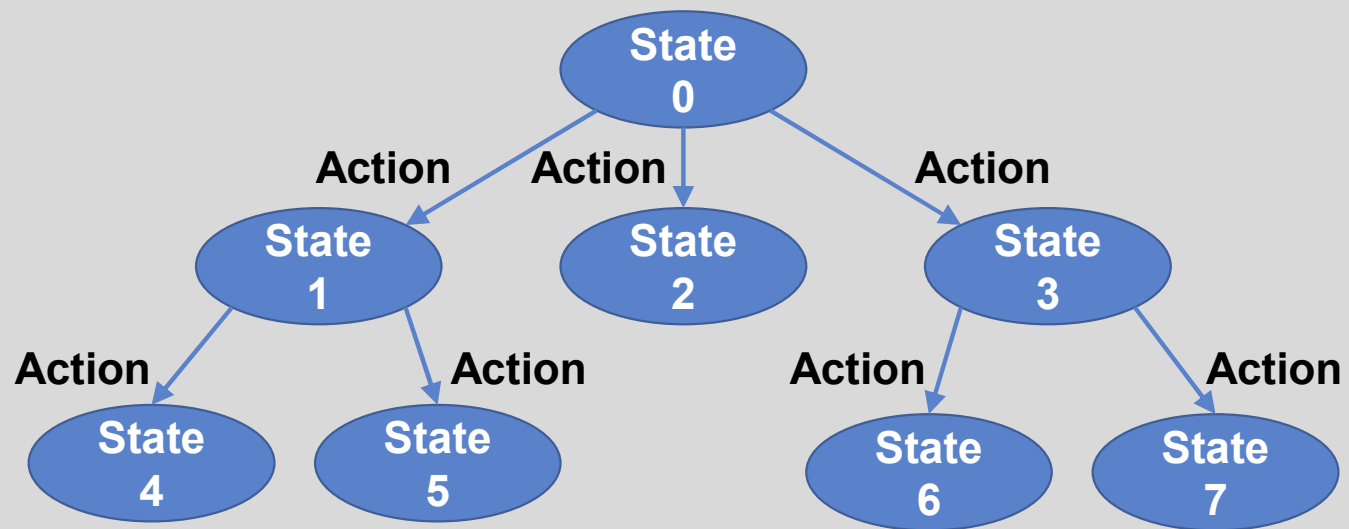 State
0
Action
Action
Action
State
1
State
2
State
3
Action
Action
Action
Action
State
4
State
5
State
6
State
7